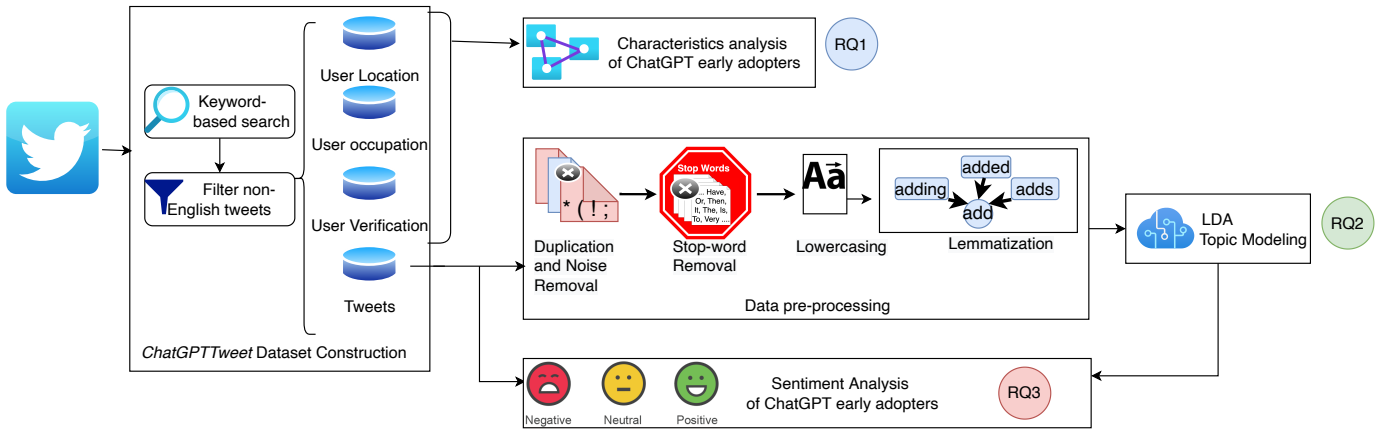 Keyword-
based search
Filter non-
English tweets
User Location
User occupation
User Verification
Tweets
ChatGPTTweet Dataset Construction
Characteristics analysis
of ChatGPT early adopters
RQ1
* ( ! ;
Duplication
and Noise
Removal
Stop Words
... Have,
Or, Then,
It, The, Is,
To, Very ....
Stop-word
Removal
Aa
Lowercasing
added
adding
adds
add
Lemmatization
Data pre-processing
LDA
Topic Modeling
RQ2
Negative
Neutral
Positive
Sentiment Analysis
of ChatGPT early adopters
RQ3